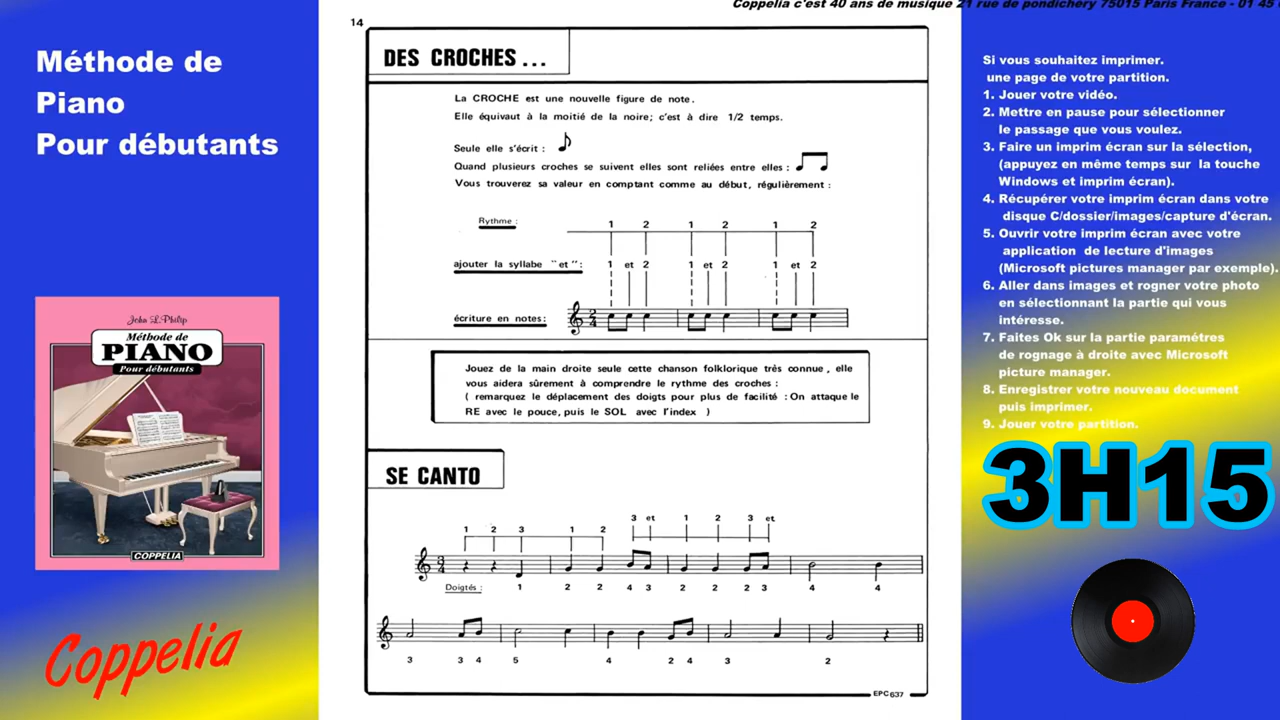 Coppelia c'est 40 ans de musique 21 rue de pondichéry 75015 Paris France - 01 45
Méthode de
Piano
Pour débutants
John L. Philip
Méthode de
PIANO
Pour débutants
COPPELIA
Coppelia
14
DES CROCHES...
La CROCHE est une nouvelle figure de note.
Elle équivaut à la moitié de la noire; c'est à dire 1/2 temps.
Seule elle s'écrit :
Quand plusieurs croches se suivent elles sont reliées entre elles :
Vous trouverez sa valeur en comptant comme au début, régulièrement :
Rythme : 1 2 1 2 1 2
ajouter la syllabe "et": 1 et 2 1 et 2 1 et 2
écriture en notes: 2 4
Jouez de la main droite seule cette chanson folklorique très connue, elle
vous aidera sûrement à comprendre le rythme des croches :
( remarquez le déplacement des doigts pour plus de facilité : On attaque le
RE avec le pouce, puis le SOL avec l'index )
SE CANTO
1 2 3 1 2 3 et 1 2 3 et
3 4
Doigtés : 1 2 2 4 3 2 2 2 3 4 4
3 3 4 5 4 2 4 3 2
EPC 637
Si vous souhaitez imprimer.
une page de votre partition.
1. Jouer votre vidéo.
2. Mettre en pause pour sélectionner
le passage que vous voulez.
3. Faire un imprim écran sur la sélection,
(appuyez en même temps sur la touche
Windows et imprim écran).
4. Récupérer votre imprim écran dans votre
disque C/dossier/images/capture d'écran.
5. Ouvrir votre imprim écran avec votre
application de lecture d'images
(Microsoft pictures manager par exemple).
6. Aller dans images et rogner votre photo
en sélectionnant la partie qui vous
intéresse.
7. Faites Ok sur la partie paramétres
de rognage à droite avec Microsoft
picture manager.
8. Enregistrer votre nouveau document
puis imprimer.
9. Jouer votre partition.
3H15